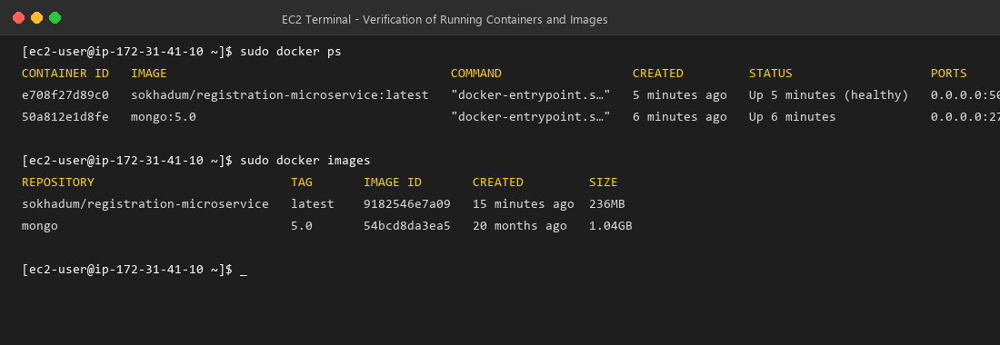 EC2 Terminal - Verification of Running Containers and Images
[ec2-user@ip-172-31-41-10 ~]$ sudo docker ps
CONTAINER ID   IMAGE                                       COMMAND                  CREATED         STATUS                   PORTS
e708f27d89c0   sokhadum/registration-microservice:latest   "docker-entrypoint.s…"   5 minutes ago   Up 5 minutes (healthy)   0.0.0.0:50
50a812e1d8fe   mongo:5.0                                   "docker-entrypoint.s…"   6 minutes ago   Up 6 minutes             0.0.0.0:27
[ec2-user@ip-172-31-41-10 ~]$ sudo docker images
REPOSITORY                           TAG       IMAGE ID       CREATED         SIZE
sokhadum/registration-microservice   latest    9182546e7a09   15 minutes ago  236MB
mongo                                5.0       54bcd8da3ea5   20 months ago   1.04GB
[ec2-user@ip-172-31-41-10 ~]$ _